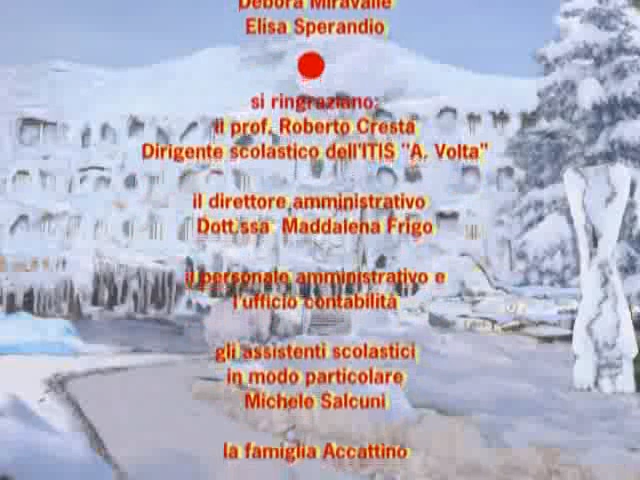 Debora Miravalle
Elisa Sperandio
si ringraziano:
il prof. Roberto Cresta
Dirigente scolastico dell'ITIS "A. Volta"
il direttore amministrativo
Dott.ssa Maddalena Frigo
il personale amministrativo e
l'ufficio contabilità
gli assistenti scolastici
in modo particolare
Michele Salcuni
la famiglia Accattino